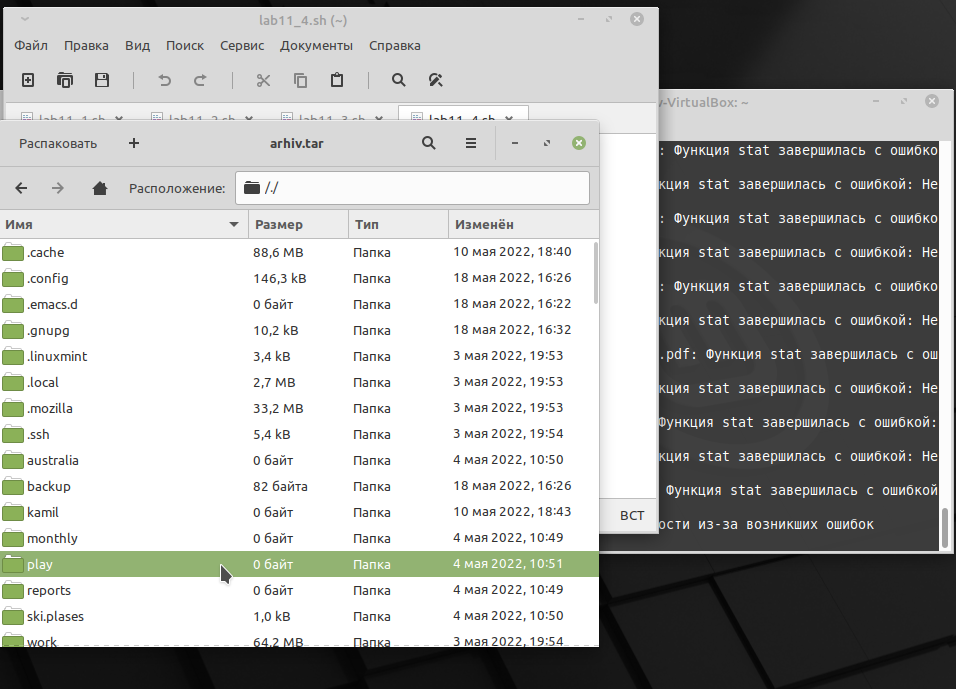 lab11_4.sh (~)
Файл Правка Вид Поиск Сервис Документы Справка
lab11_1.sh lab11_2.sh lab11_3.sh lab11_4.sh
Распаковать + arhiv.tar
Расположение: /./
Имя Размер Тип Изменён
.cache 88,6 MB Папка 10 мая 2022, 18:40
.config 146,3 kB Папка 18 мая 2022, 16:26
.emacs.d 0 байт Папка 18 мая 2022, 16:22
.gnupg 10,2 kB Папка 18 мая 2022, 16:32
.linuxmint 3,4 kB Папка 3 мая 2022, 19:53
.local 2,7 MB Папка 3 мая 2022, 19:53
.mozilla 33,2 MB Папка 3 мая 2022, 19:53
.ssh 5,4 kB Папка 3 мая 2022, 19:54
australia 0 байт Папка 4 мая 2022, 10:50
backup 82 байта Папка 18 мая 2022, 16:26
kamil 0 байт Папка 10 мая 2022, 18:43
monthly 0 байт Папка 4 мая 2022, 10:49
play 0 байт Папка 4 мая 2022, 10:51
reports 0 байт Папка 4 мая 2022, 10:49
ski.plases 1,0 kB Папка 4 мая 2022, 10:50
work 64,2 MB Папка 3 мая 2022, 19:54
ВСТ
v-VirtualBox: ~
: Функция stat завершилась с ошибко
кция stat завершилась с ошибкой: Не
: Функция stat завершилась с ошибко
кция stat завершилась с ошибкой: Не
: Функция stat завершилась с ошибко
кция stat завершилась с ошибкой: Не
.pdf: Функция stat завершилась с ош
кция stat завершилась с ошибкой: Не
Функция stat завершилась с ошибкой:
кция stat завершилась с ошибкой: Не
Функция stat завершилась с ошибкой
ости из-за возникших ошибок